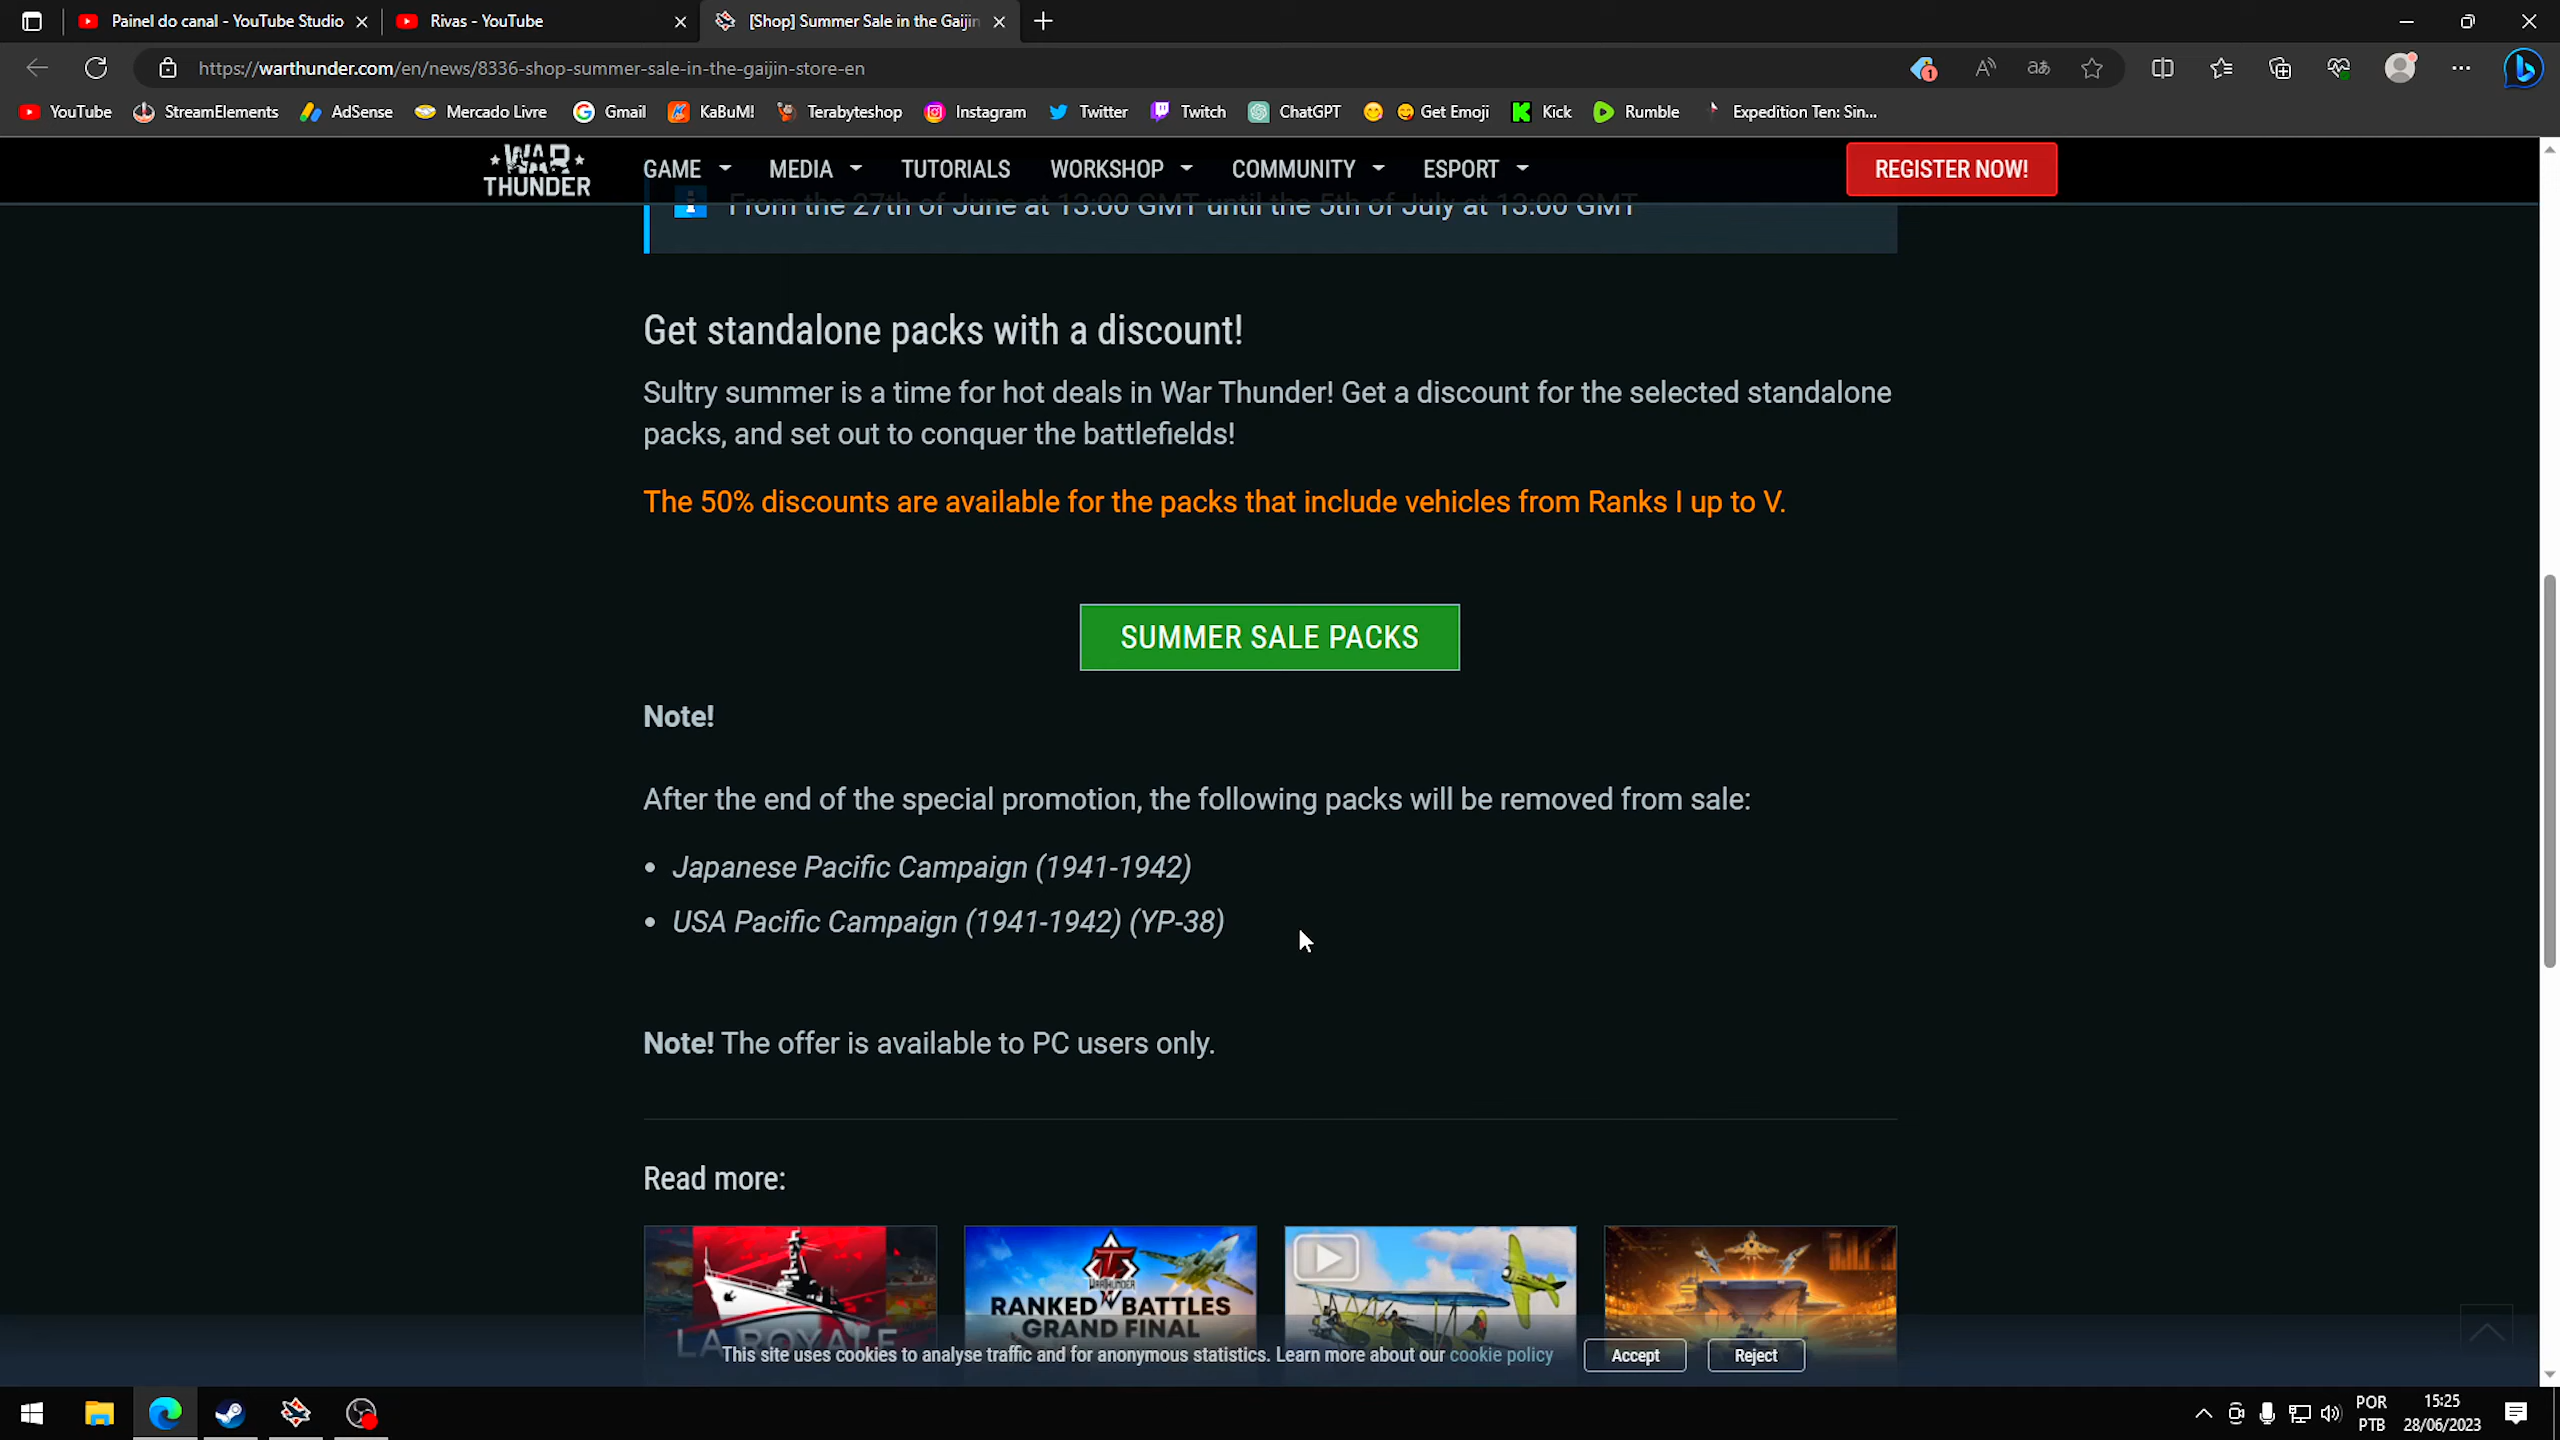 Painel do canal - YouTube Studio
Rivas - YouTube
[Shop] Summer Sale in the Gaijin
https://warthunder.com/en/news/8336-shop-summer-sale-in-the-gaijin-store-en
YouTube
StreamElements
AdSense
Mercado Livre
Gmail
KaBuM!
Terabyteshop
Instagram
Twitter
Twitch
ChatGPT
Get Emoji
Kick
Rumble
Expedition Ten: Sin...
WAR THUNDER
GAME
MEDIA
TUTORIALS
WORKSHOP
COMMUNITY
ESPORT
REGISTER NOW!
From the 27th of June at 13:00 GMT until the 5th of July at 13:00 GMT
Get standalone packs with a discount!
Sultry summer is a time for hot deals in War Thunder! Get a discount for the selected standalone
packs, and set out to conquer the battlefields!
The 50% discounts are available for the packs that include vehicles from Ranks I up to V.
SUMMER SALE PACKS
Note!
After the end of the special promotion, the following packs will be removed from sale:
• Japanese Pacific Campaign (1941-1942)
• USA Pacific Campaign (1941-1942) (YP-38)
Note! The offer is available to PC users only.
Read more:
LA ROYALE
WAR THUNDER
RANKED BATTLES
GRAND FINAL
This site uses cookies to analyse traffic and for anonymous statistics. Learn more about our cookie policy
Accept
Reject
POR
PTB
15:25
28/06/2023